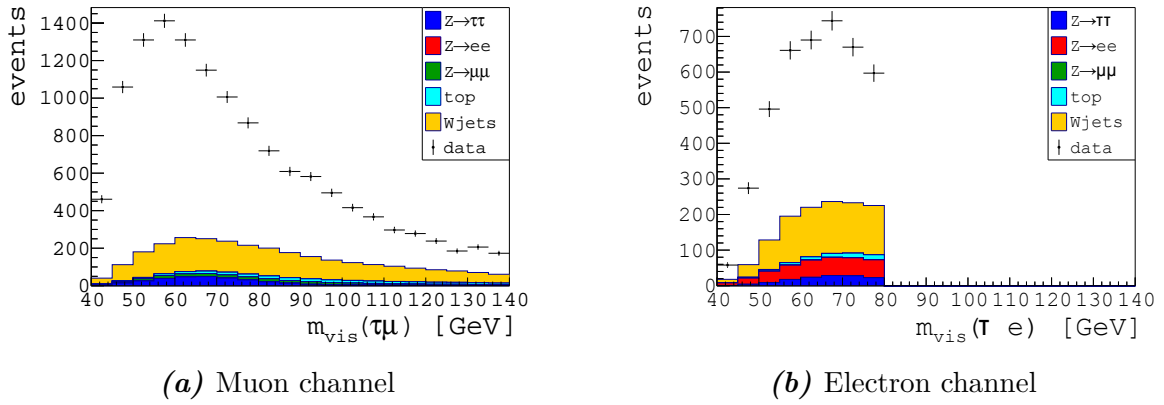 events
1400
1200
1000
800
600
400
200
0
Z→ττ
Z→ee
Z→μμ
top
Wjets
data
40 50 60 70 80 90 100 110 120 130 140
m_vis(τμ) [GeV]
(a) Muon channel
events
700
600
500
400
300
200
100
0
Z→ττ
Z→ee
Z→μμ
top
Wjets
data
40 50 60 70 80 90 100 110 120 130 140
m_vis(τ e) [GeV]
(b) Electron channel